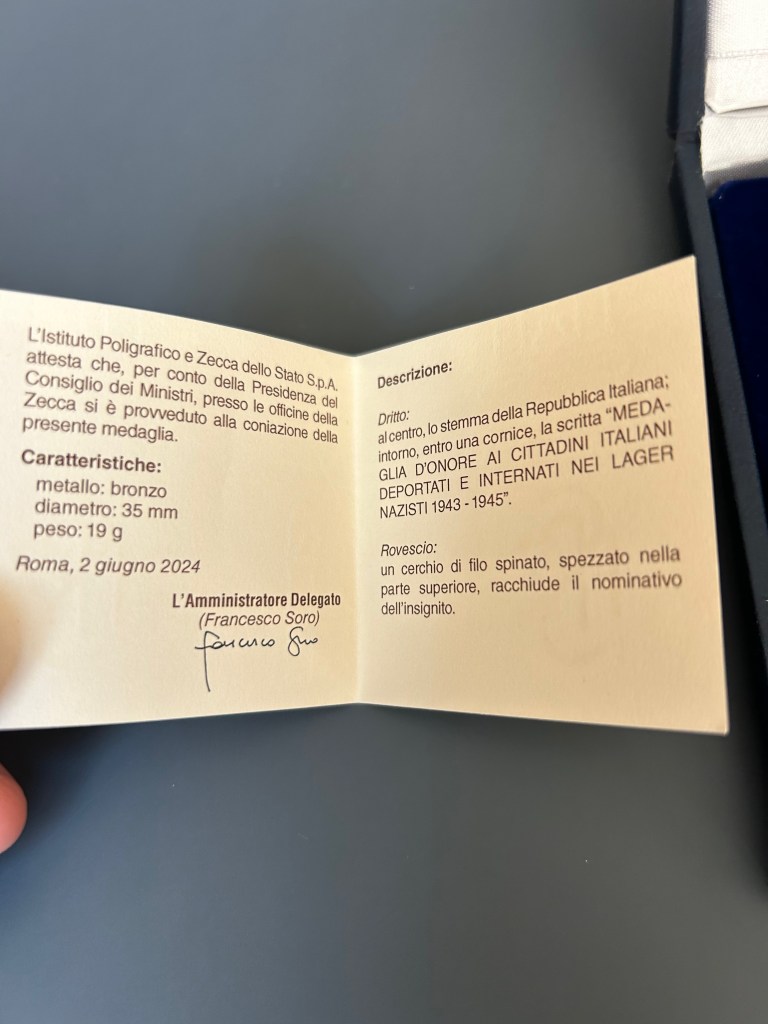 L'Istituto Poligrafico e Zecca dello Stato S.p.A.
attesta che, per conto della Presidenza del
Consiglio dei Ministri, presso le officine della
Zecca si è provveduto alla coniazione della
presente medaglia.
Caratteristiche:
metallo: bronzo
diametro: 35 mm
peso: 19 g
Roma, 2 giugno 2024
L'Amministratore Delegato
(Francesco Soro)
Francesco Soro
Descrizione:
Dritto:
al centro, lo stemma della Repubblica Italiana;
intorno, entro una cornice, la scritta "MEDA-
GLIA D'ONORE AI CITTADINI ITALIANI
DEPORTATI E INTERNATI NEI LAGER
NAZISTI 1943 - 1945".
Rovescio:
un cerchio di filo spinato, spezzato nella
parte superiore, racchiude il nominativo
dell'insignito.